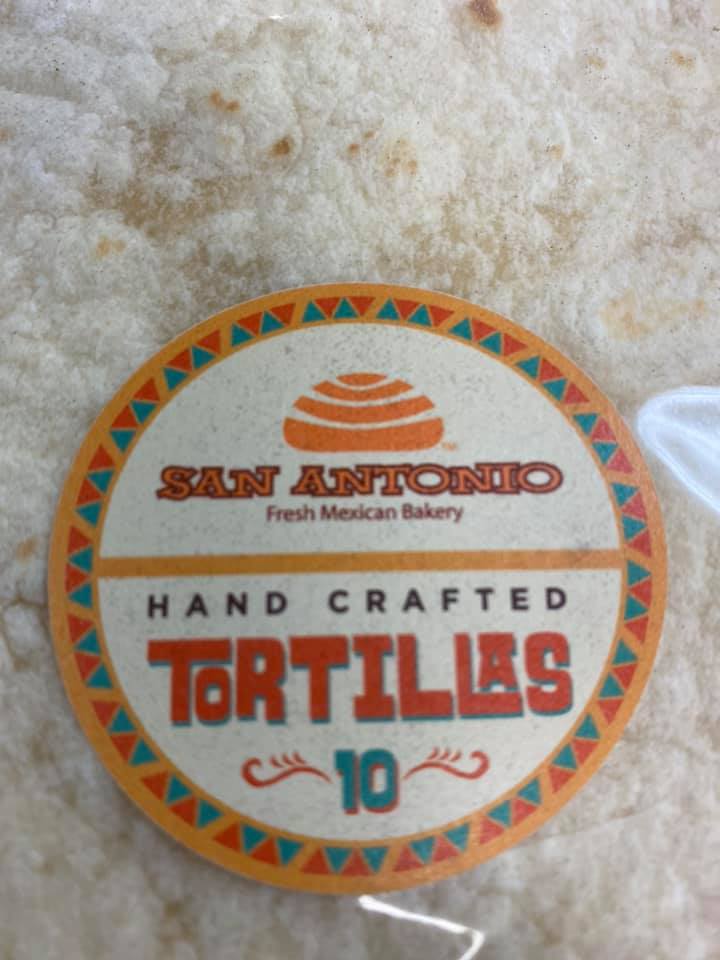 SAN ANTONIO
Fresh Mexican Bakery
HAND CRAFTED
TORTILLAS
10